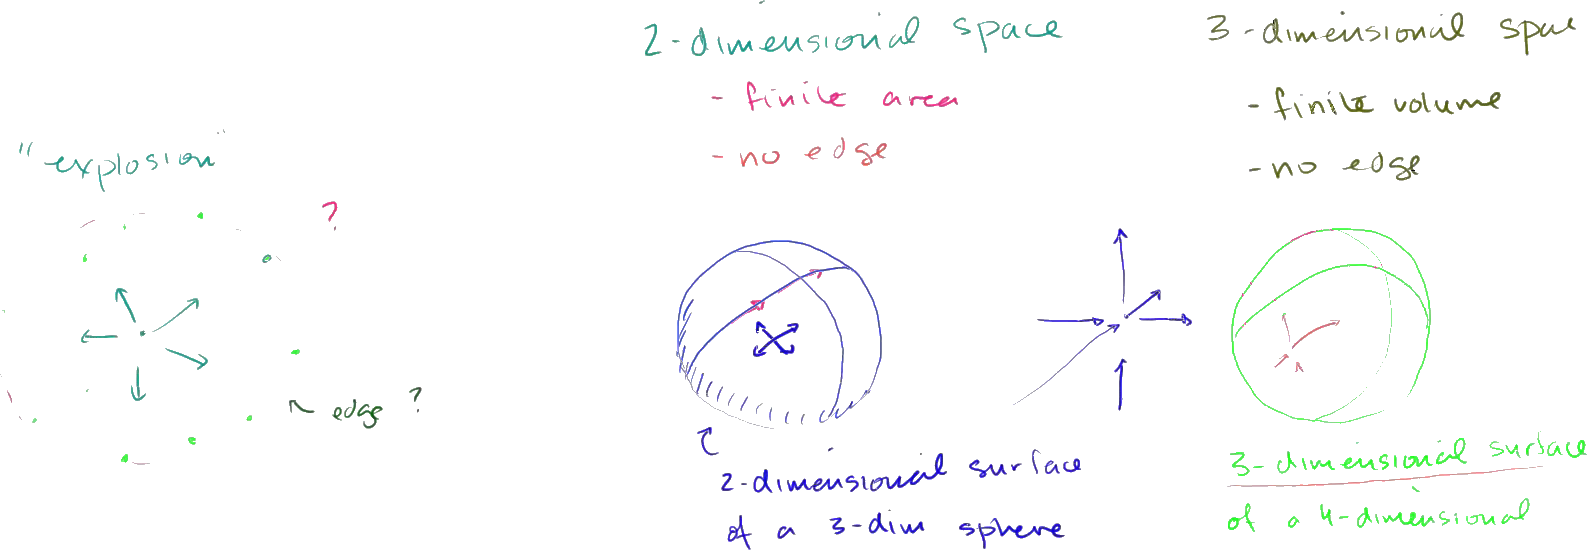 "explosion"
?
edge ?
2-dimensional space
- finite area
- no edge
2-dimensional surface
of a 3-dim sphere
3-dimensional space
- finite volume
- no edge
3-dimensional surface
of a 4-dimensional